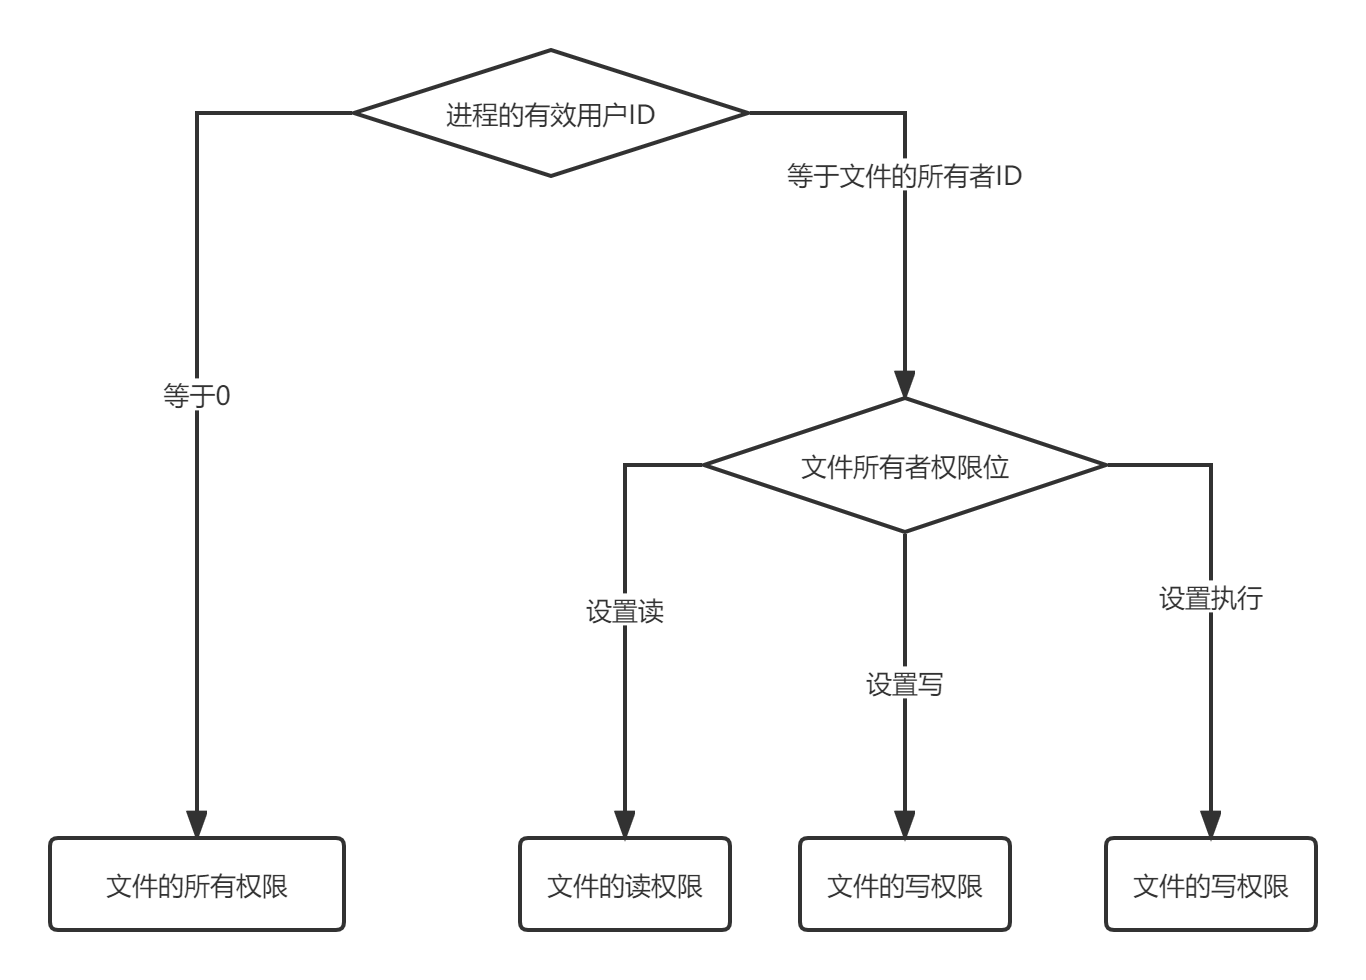 进程的有效用户ID
等于文件的所有者ID
等于0
文件所有者权限位
设置读
设置写
设置执行
文件的所有权限
文件的读权限
文件的写权限
文件的写权限